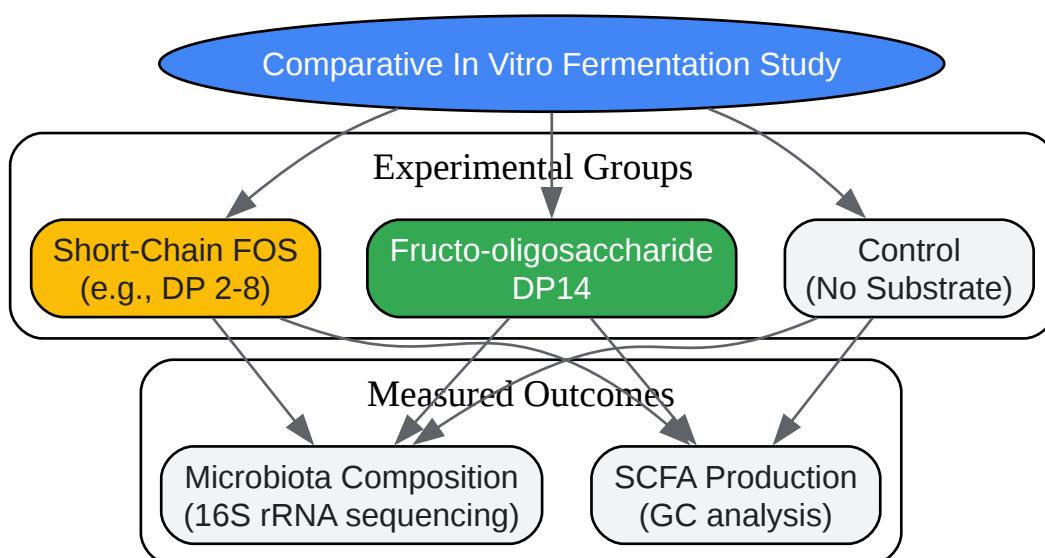 Comparative In Vitro Fermentation Study
Experimental Groups
Short-Chain FOS
(e.g., DP 2-8)
Fructo-oligosaccharide
DP14
Control
(No Substrate)
Measured Outcomes
Microbiota Composition
(16S rRNA sequencing)
SCFA Production
(GC analysis)